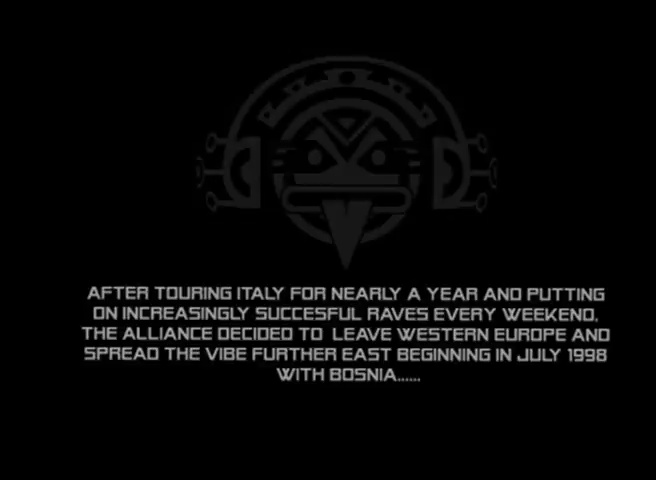 AFTER TOURING ITALY FOR NEARLY A YEAR AND PUTTING
ON INCREASINGLY SUCCESFUL RAVES EVERY WEEKEND,
THE ALLIANCE DECIDED TO LEAVE WESTERN EUROPE AND
SPREAD THE VIBE FURTHER EAST BEGINNING IN JULY 1998
WITH BOSNIA......